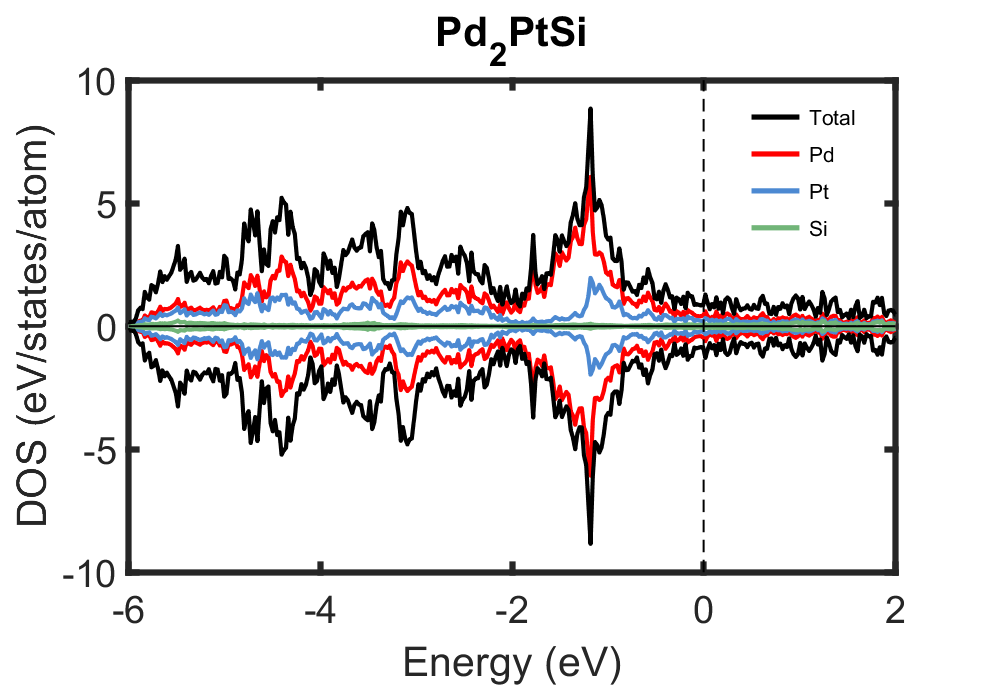 Pd₂PtSi
DOS (eV/states/atom)
10
5
0
-5
-10
Total
Pd
Pt
Si
-6 -4 -2 0 2
Energy (eV)